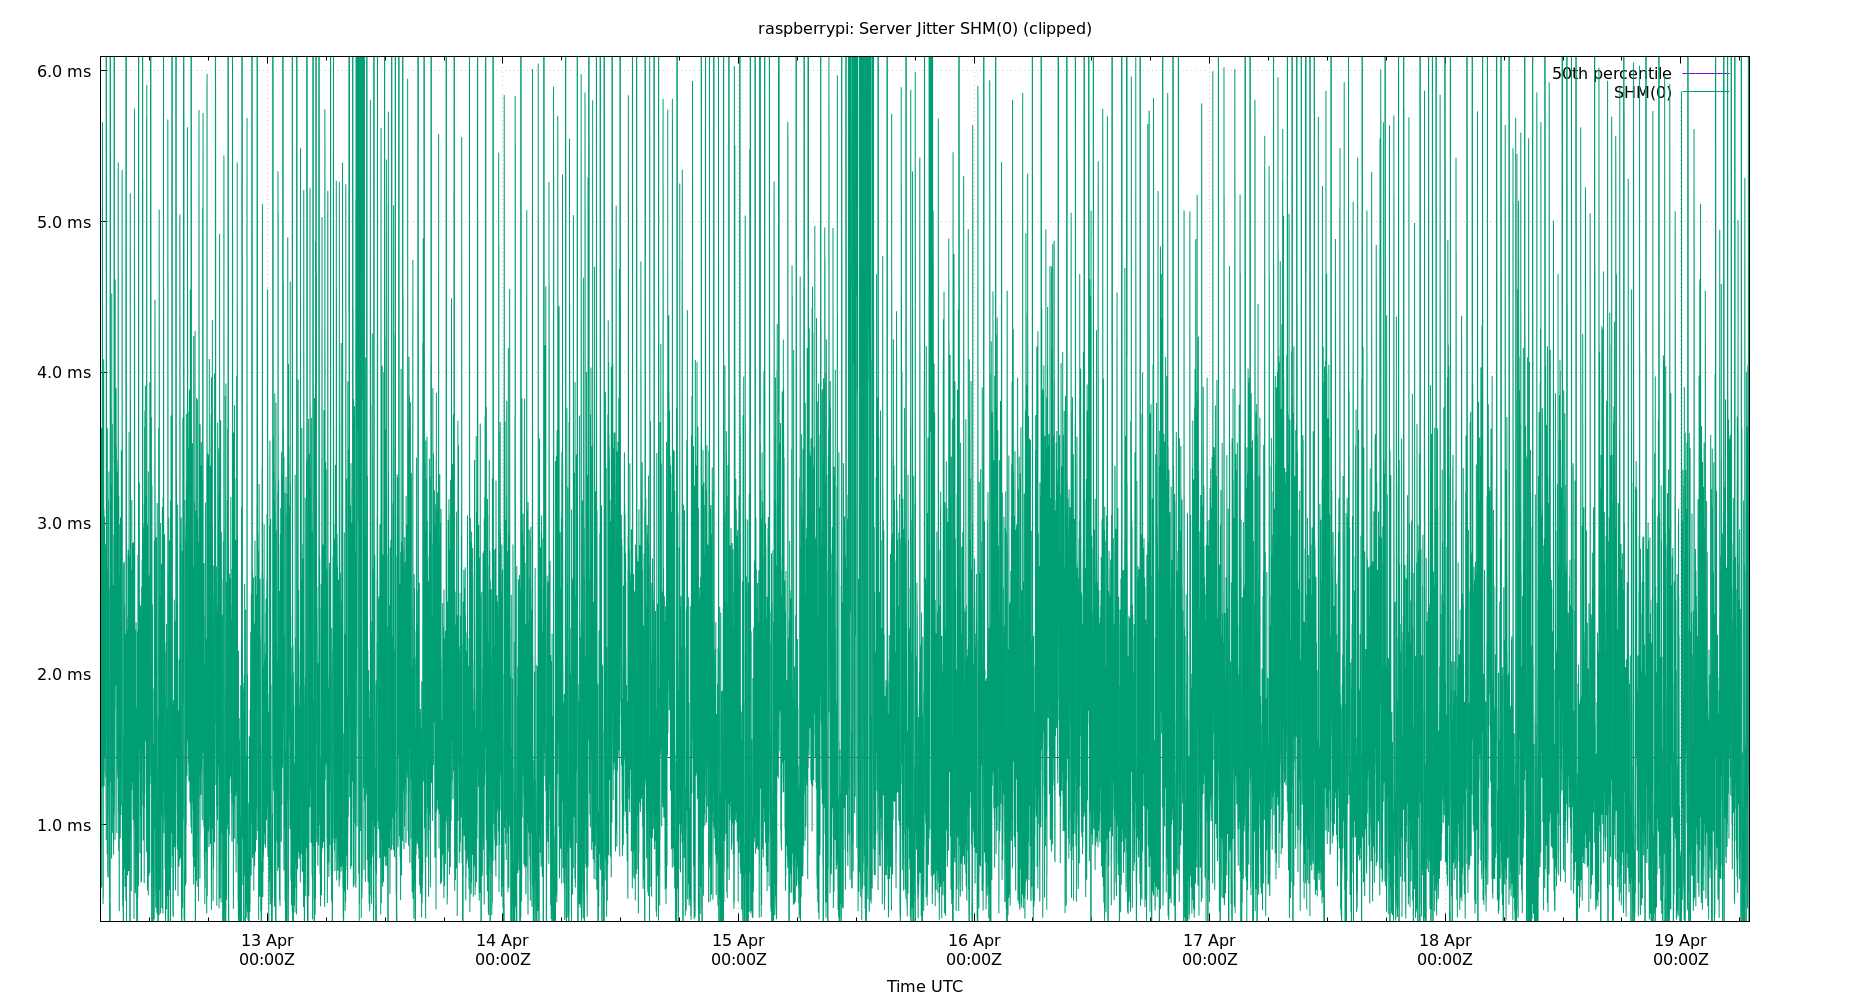 raspberrypi: Server Jitter SHM(0) (clipped)
6.0 ms
5.0 ms
4.0 ms
3.0 ms
2.0 ms
1.0 ms
50th percentile
SHM(0)
13 Apr
00:00Z
14 Apr
00:00Z
15 Apr
00:00Z
16 Apr
00:00Z
17 Apr
00:00Z
18 Apr
00:00Z
19 Apr
00:00Z
Time UTC